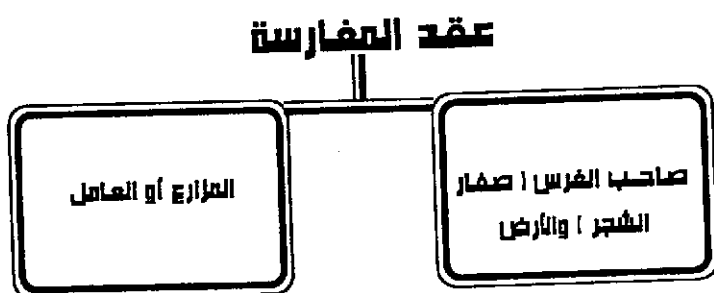 عقد المغارسة
صاحب الغرس ( صغار
الشجر ) والأرض
المزارع أو العامل